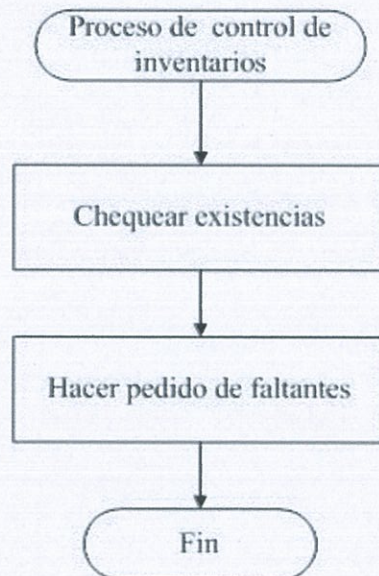 Proceso de control de
inventarios
Chequear existencias
Hacer pedido de faltantes
Fin